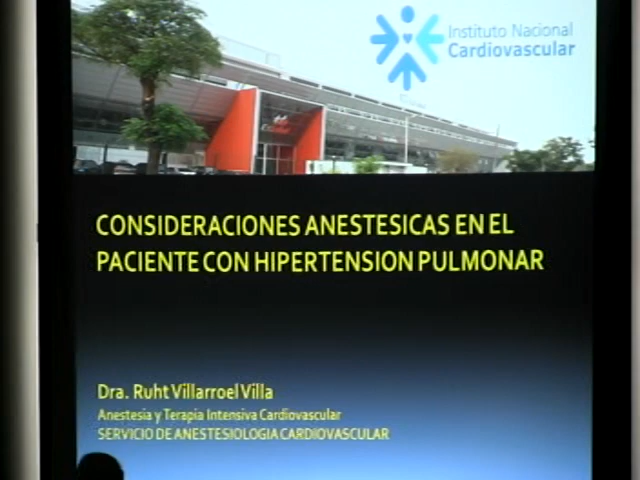 Instituto Nacional
Cardiovascular
CONSIDERACIONES ANESTESICAS EN EL
PACIENTE CON HIPERTENSION PULMONAR
Dra. Ruht Villarroel Villa
Anestesia y Terapia Intensiva Cardiovascular
SERVICIO DE ANESTESIOLOGIA CARDIOVASCULAR